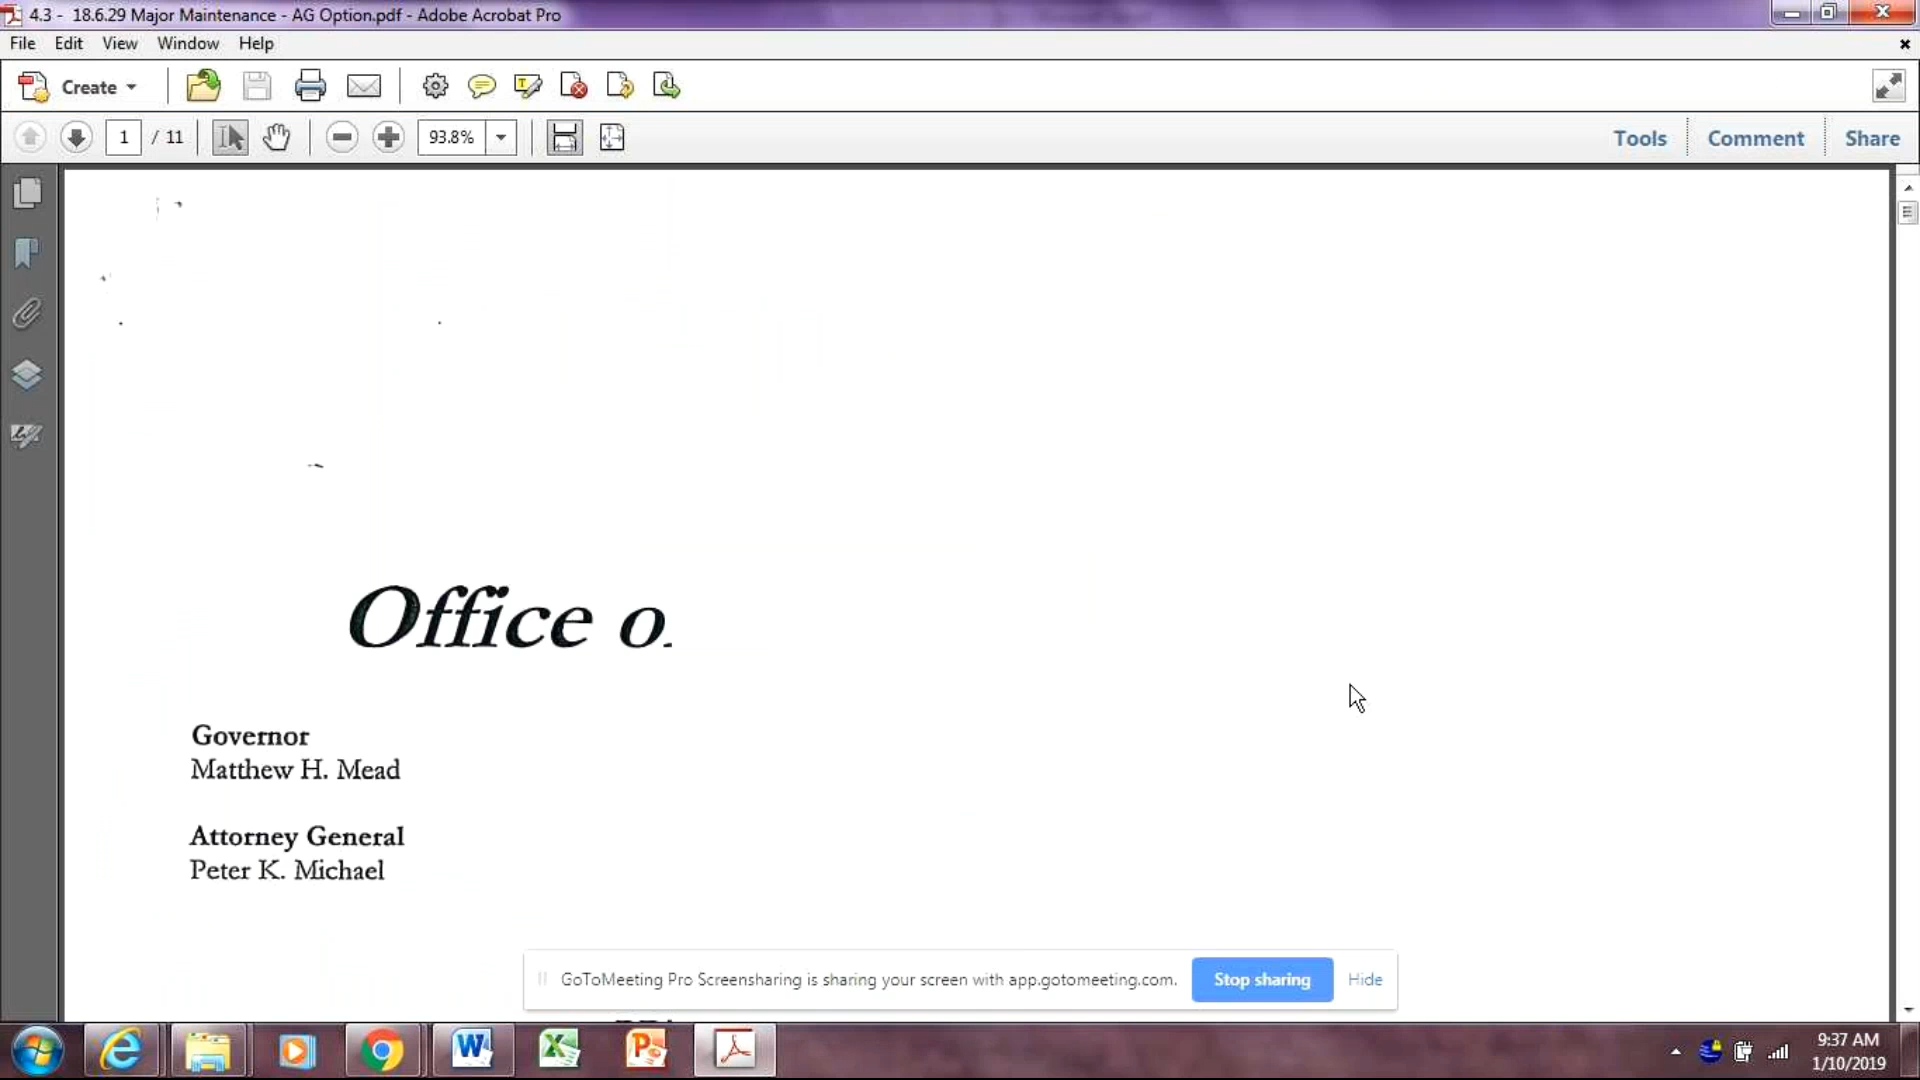 4.3 - 18.6.29 Major Maintenance - AG Option.pdf - Adobe Acrobat Pro
File Edit View Window Help
Create
1 / 11 93.8% Tools Comment Share
Office o
Governor
Matthew H. Mead
Attorney General
Peter K. Michael
GoToMeeting Pro Screensharing is sharing your screen with app.gotomeeting.com. Stop sharing Hide
9:37 AM
1/10/2019